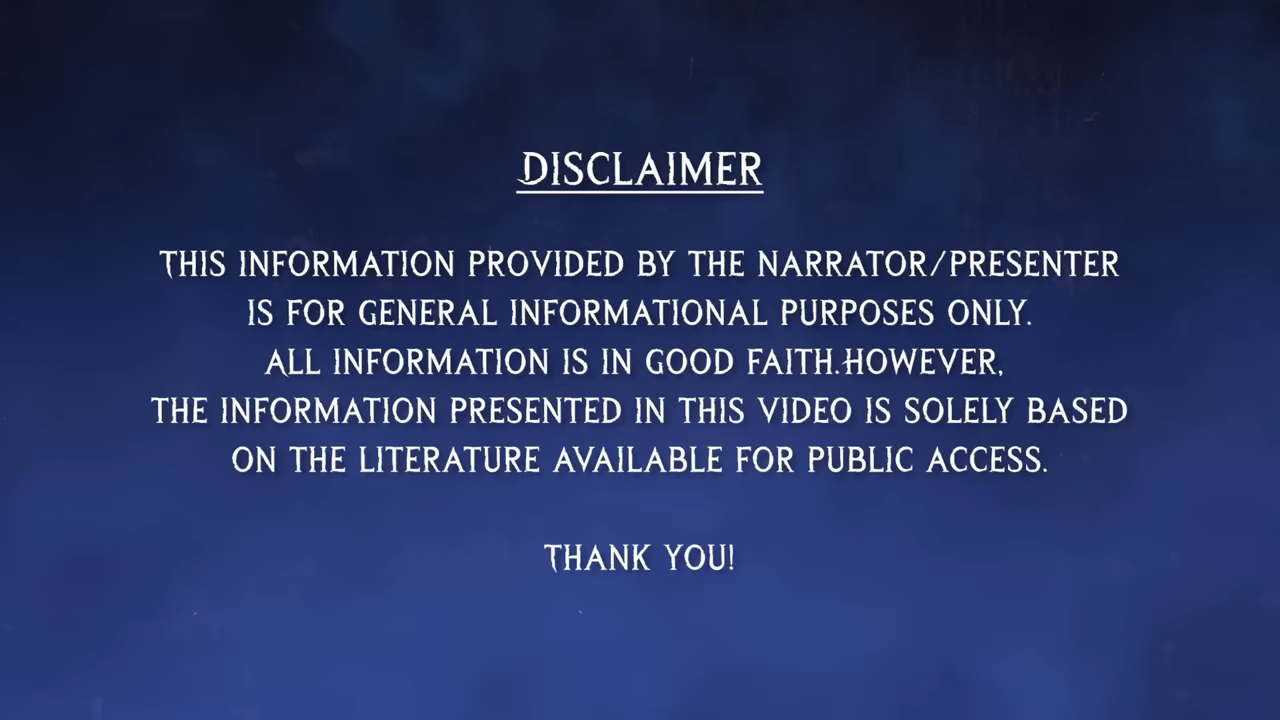 DISCLAIMER
THIS INFORMATION PROVIDED BY THE NARRATOR/PRESENTER
IS FOR GENERAL INFORMATIONAL PURPOSES ONLY.
ALL INFORMATION IS IN GOOD FAITH.HOWEVER,
THE INFORMATION PRESENTED IN THIS VIDEO IS SOLELY BASED
ON THE LITERATURE AVAILABLE FOR PUBLIC ACCESS.
THANK YOU!